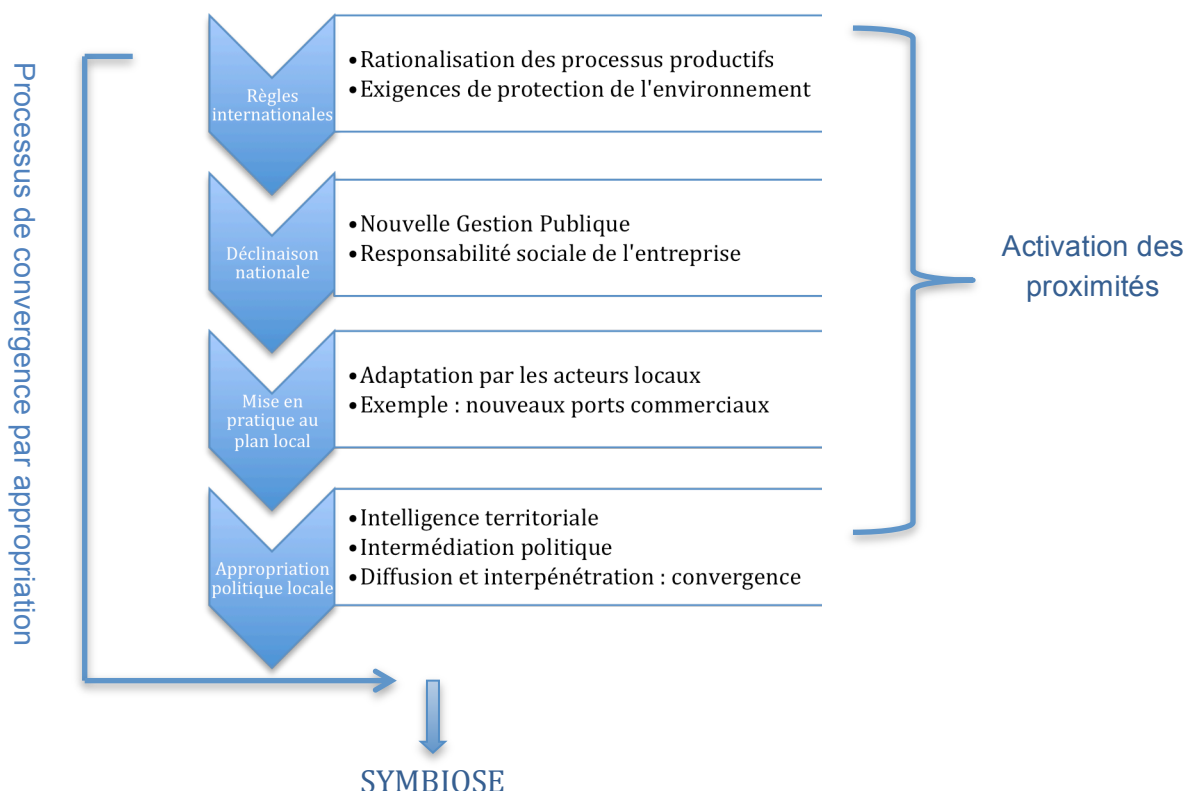 Processus de convergence par appropriation
Règles
internationales
•Rationalisation des processus productifs
•Exigences de protection de l'environnement
Déclinaison
nationale
•Nouvelle Gestion Publique
•Responsabilité sociale de l'entreprise
Mise en
pratique au
plan local
•Adaptation par les acteurs locaux
•Exemple : nouveaux ports commerciaux
Appropriation
politique locale
•Intelligence territoriale
•Intermédiation politique
•Diffusion et interpénétration : convergence
Activation des
proximités
SYMBIOSE